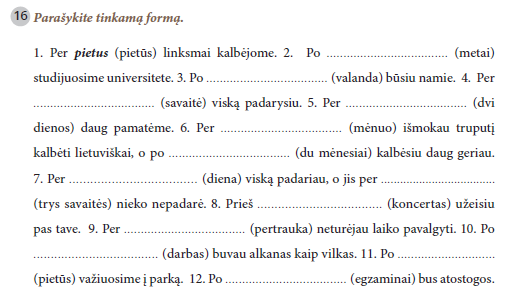 16 Parašykite tinkamą formą.
1. Per pietus (pietūs) linksmai kalbėjome. 2. Po ........................................ (metai)
studijuosime universitete. 3. Po ........................................ (valanda) būsiu namie. 4. Per
........................................ (savaitė) viską padarysiu. 5. Per ........................................ (dvi
dienos) daug pamatėme. 6. Per ........................................ (mėnuo) išmokau truputį
kalbėti lietuviškai, o po ........................................ (du mėnesiai) kalbėsiu daug geriau.
7. Per ........................................ (diena) viską padariau, o jis per ........................................
(trys savaitės) nieko nepadarė. 8. Prieš ........................................ (koncertas) užeisiu
pas tave. 9. Per ........................................ (pertrauka) neturėjau laiko pavalgyti. 10. Po
........................................ (darbas) buvau alkanas kaip vilkas. 11. Po ........................................
(pietūs) važiuosime į parką. 12. Po ........................................ (egzaminai) bus atostogos.